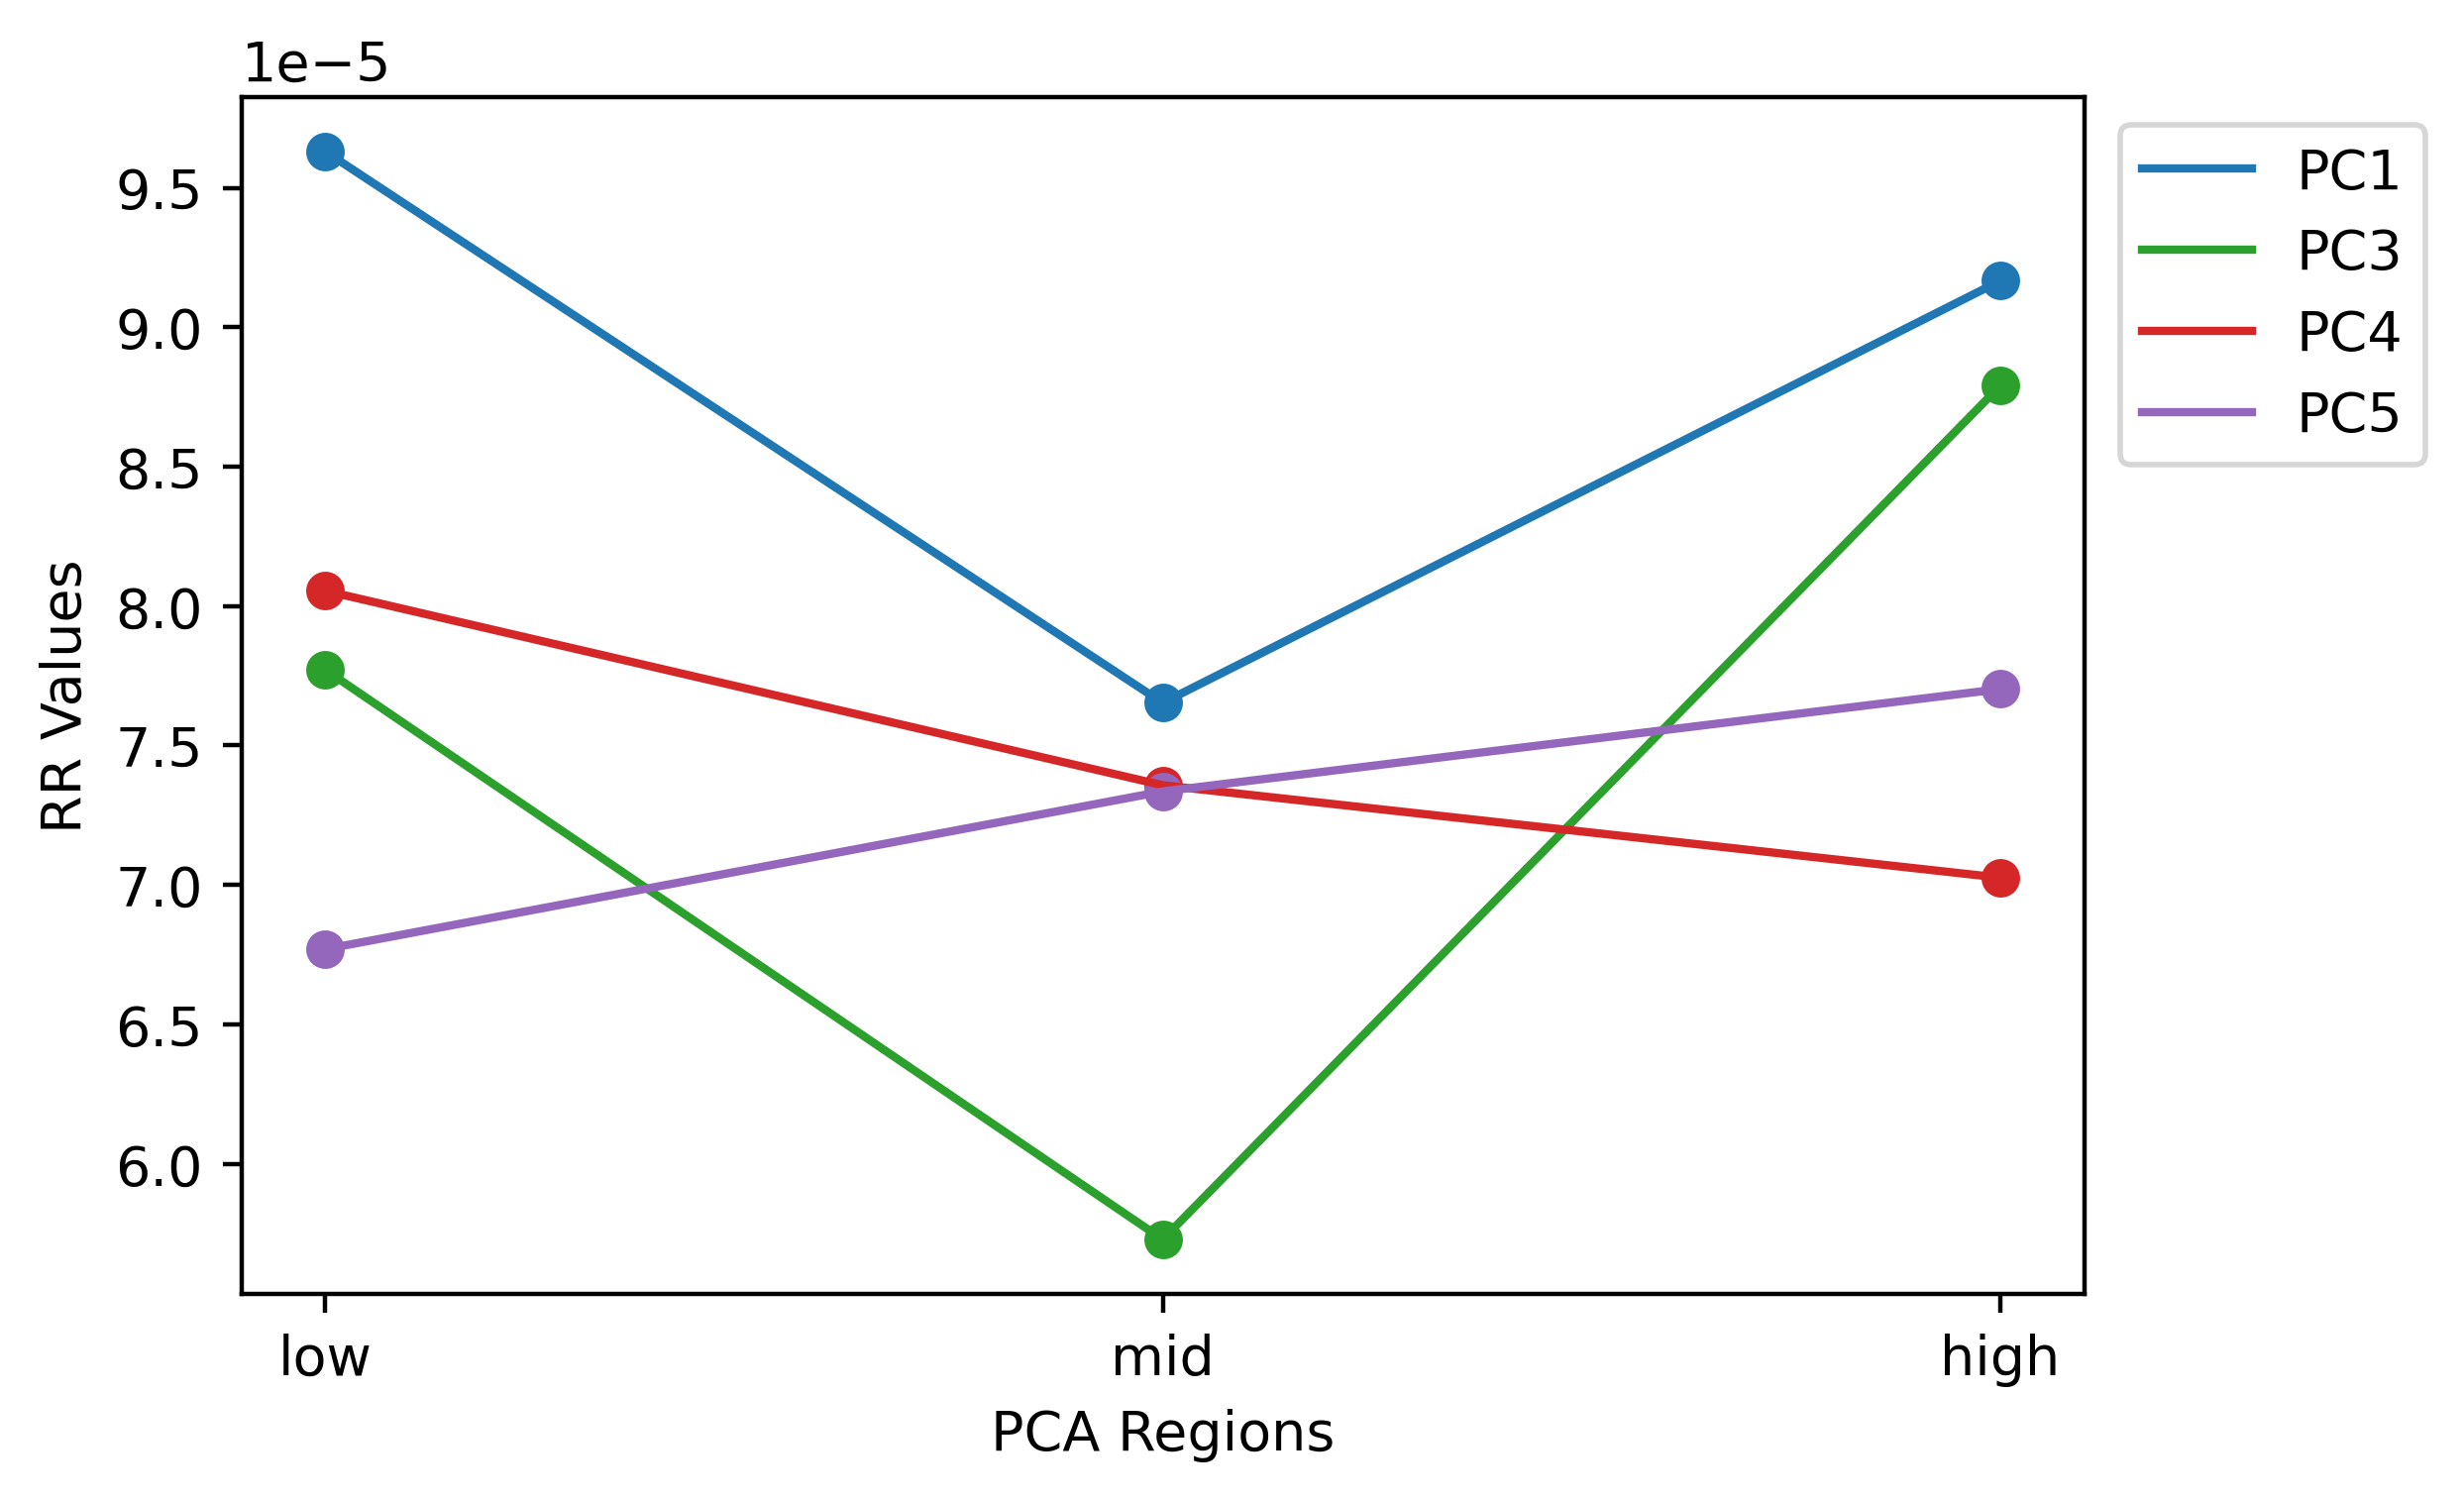 1e−5
9.5
9.0
8.5
8.0
7.5
7.0
6.5
6.0
RR Values
low mid high
PCA Regions
PC1
PC3
PC4
PC5